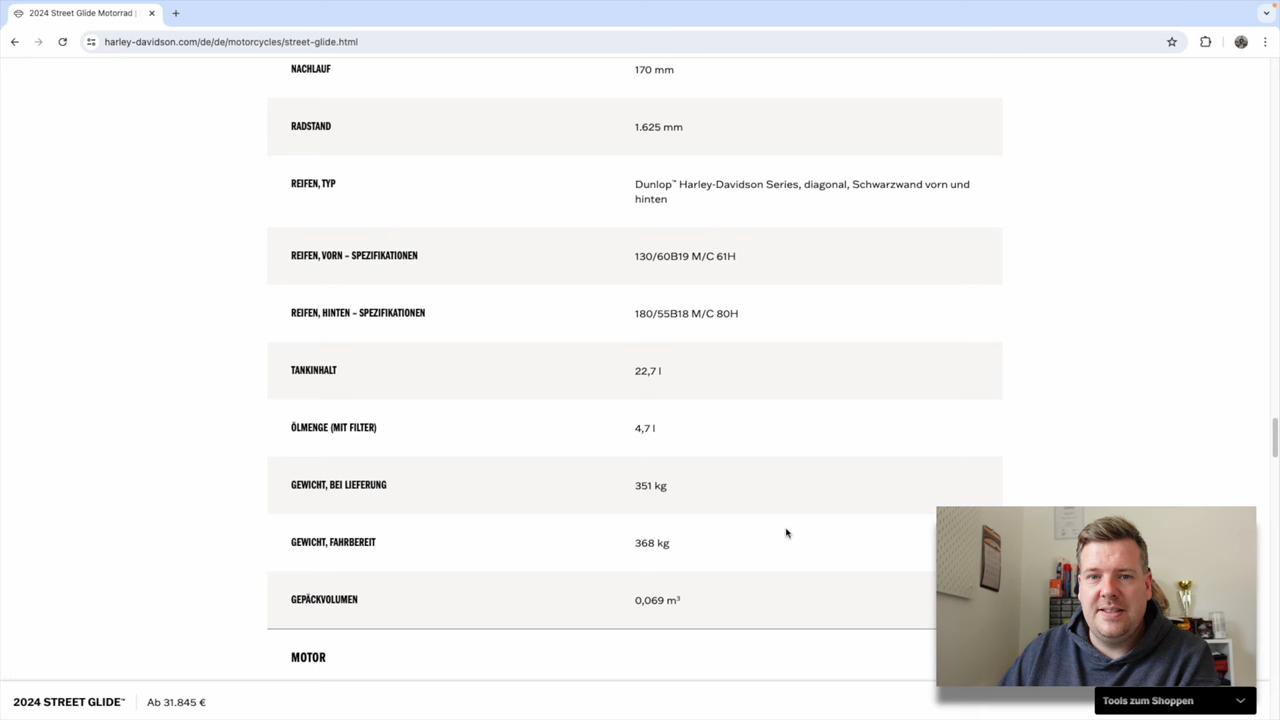 2024 Street Glide Motorrad |
harley-davidson.com/de/de/motorcycles/street-glide.html
NACHLAUF 170 mm
RADSTAND 1.625 mm
REIFEN, TYP Dunlop™ Harley-Davidson Series, diagonal, Schwarzwand vorn und
hinten
REIFEN, VORN – SPEZIFIKATIONEN 130/60B19 M/C 61H
REIFEN, HINTEN – SPEZIFIKATIONEN 180/55B18 M/C 80H
TANKINHALT 22,7 l
ÖLMENGE (MIT FILTER) 4,7 l
GEWICHT, BEI LIEFERUNG 351 kg
GEWICHT, FAHRBEREIT 368 kg
GEPÄCKVOLUMEN 0,069 m³
MOTOR
2024 STREET GLIDE™ Ab 31.845 €
Tools zum Shoppen